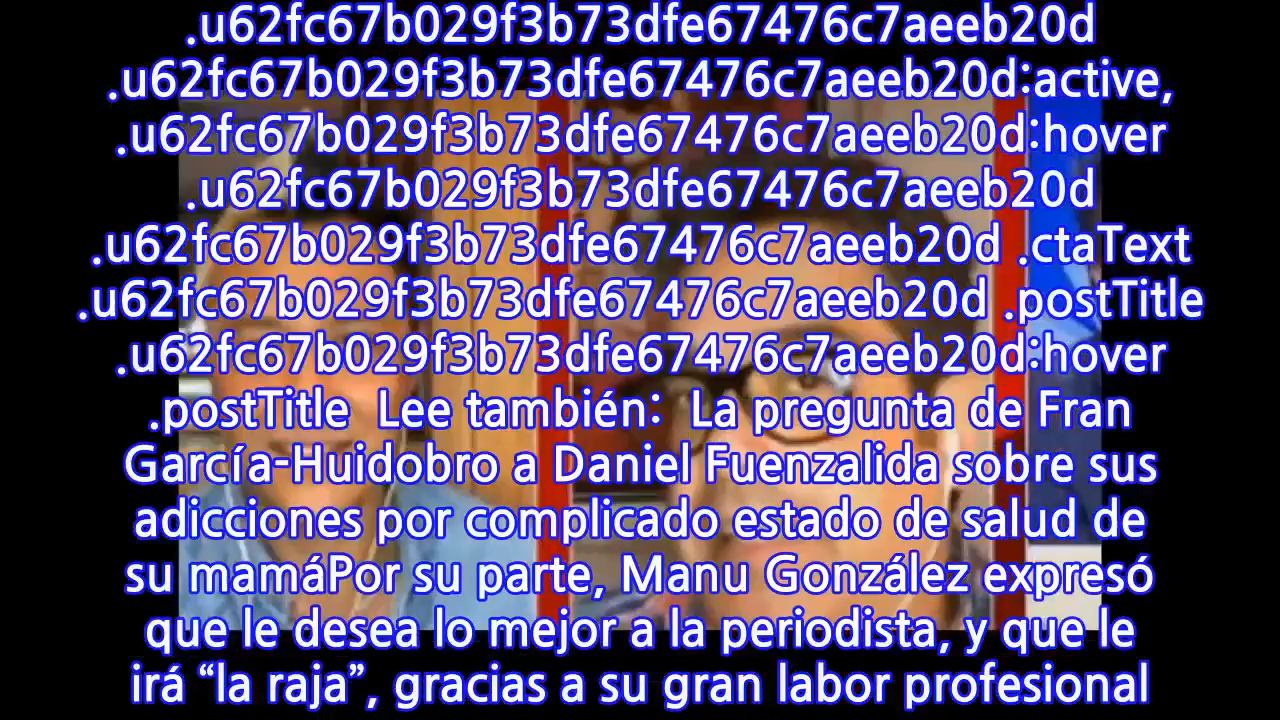 .u62fc67b029f3b73dfe67476c7aeeb20d
.u62fc67b029f3b73dfe67476c7aeeb20d:active,
.u62fc67b029f3b73dfe67476c7aeeb20d:hover
.u62fc67b029f3b73dfe67476c7aeeb20d
.u62fc67b029f3b73dfe67476c7aeeb20d .ctaText
.u62fc67b029f3b73dfe67476c7aeeb20d .postTitle
.u62fc67b029f3b73dfe67476c7aeeb20d:hover
.postTitle  Lee también:  La pregunta de Fran
García-Huidobro a Daniel Fuenzalida sobre sus
adicciones por complicado estado de salud de
su mamáPor su parte, Manu González expresó
que le desea lo mejor a la periodista, y que le
irá “la raja”, gracias a su gran labor profesional